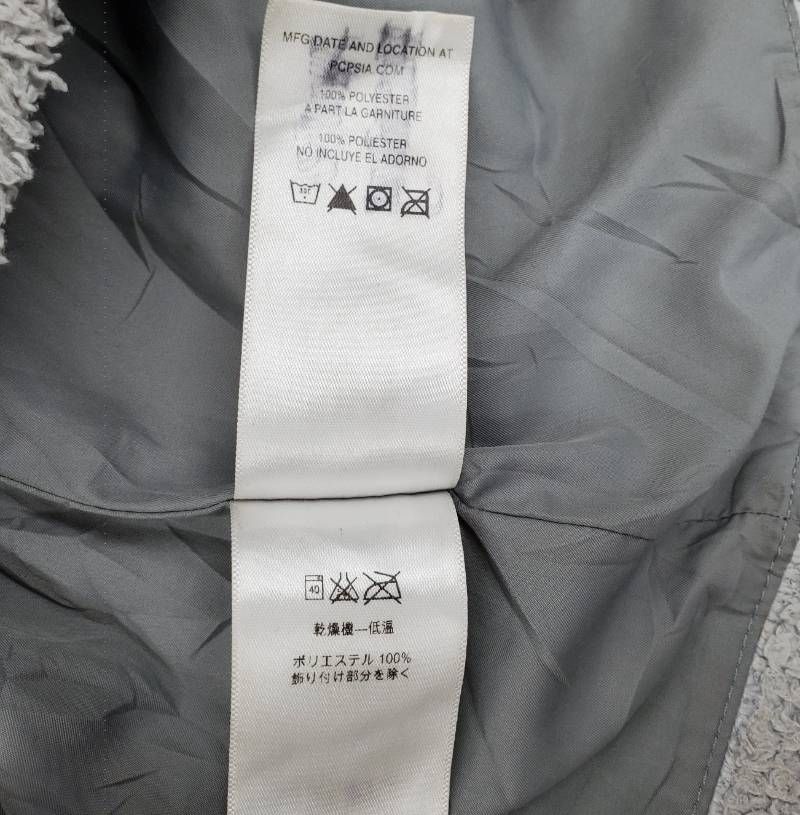 MFG DATE AND LOCATION AT
PCPSIA.COM
100% POLYESTER
A PART LA GARNITURE
100% POLIESTER
NO INCLUYE EL ADORNO
40
乾燥機—低温
ポリエステル 100%
飾り付け部分を除く